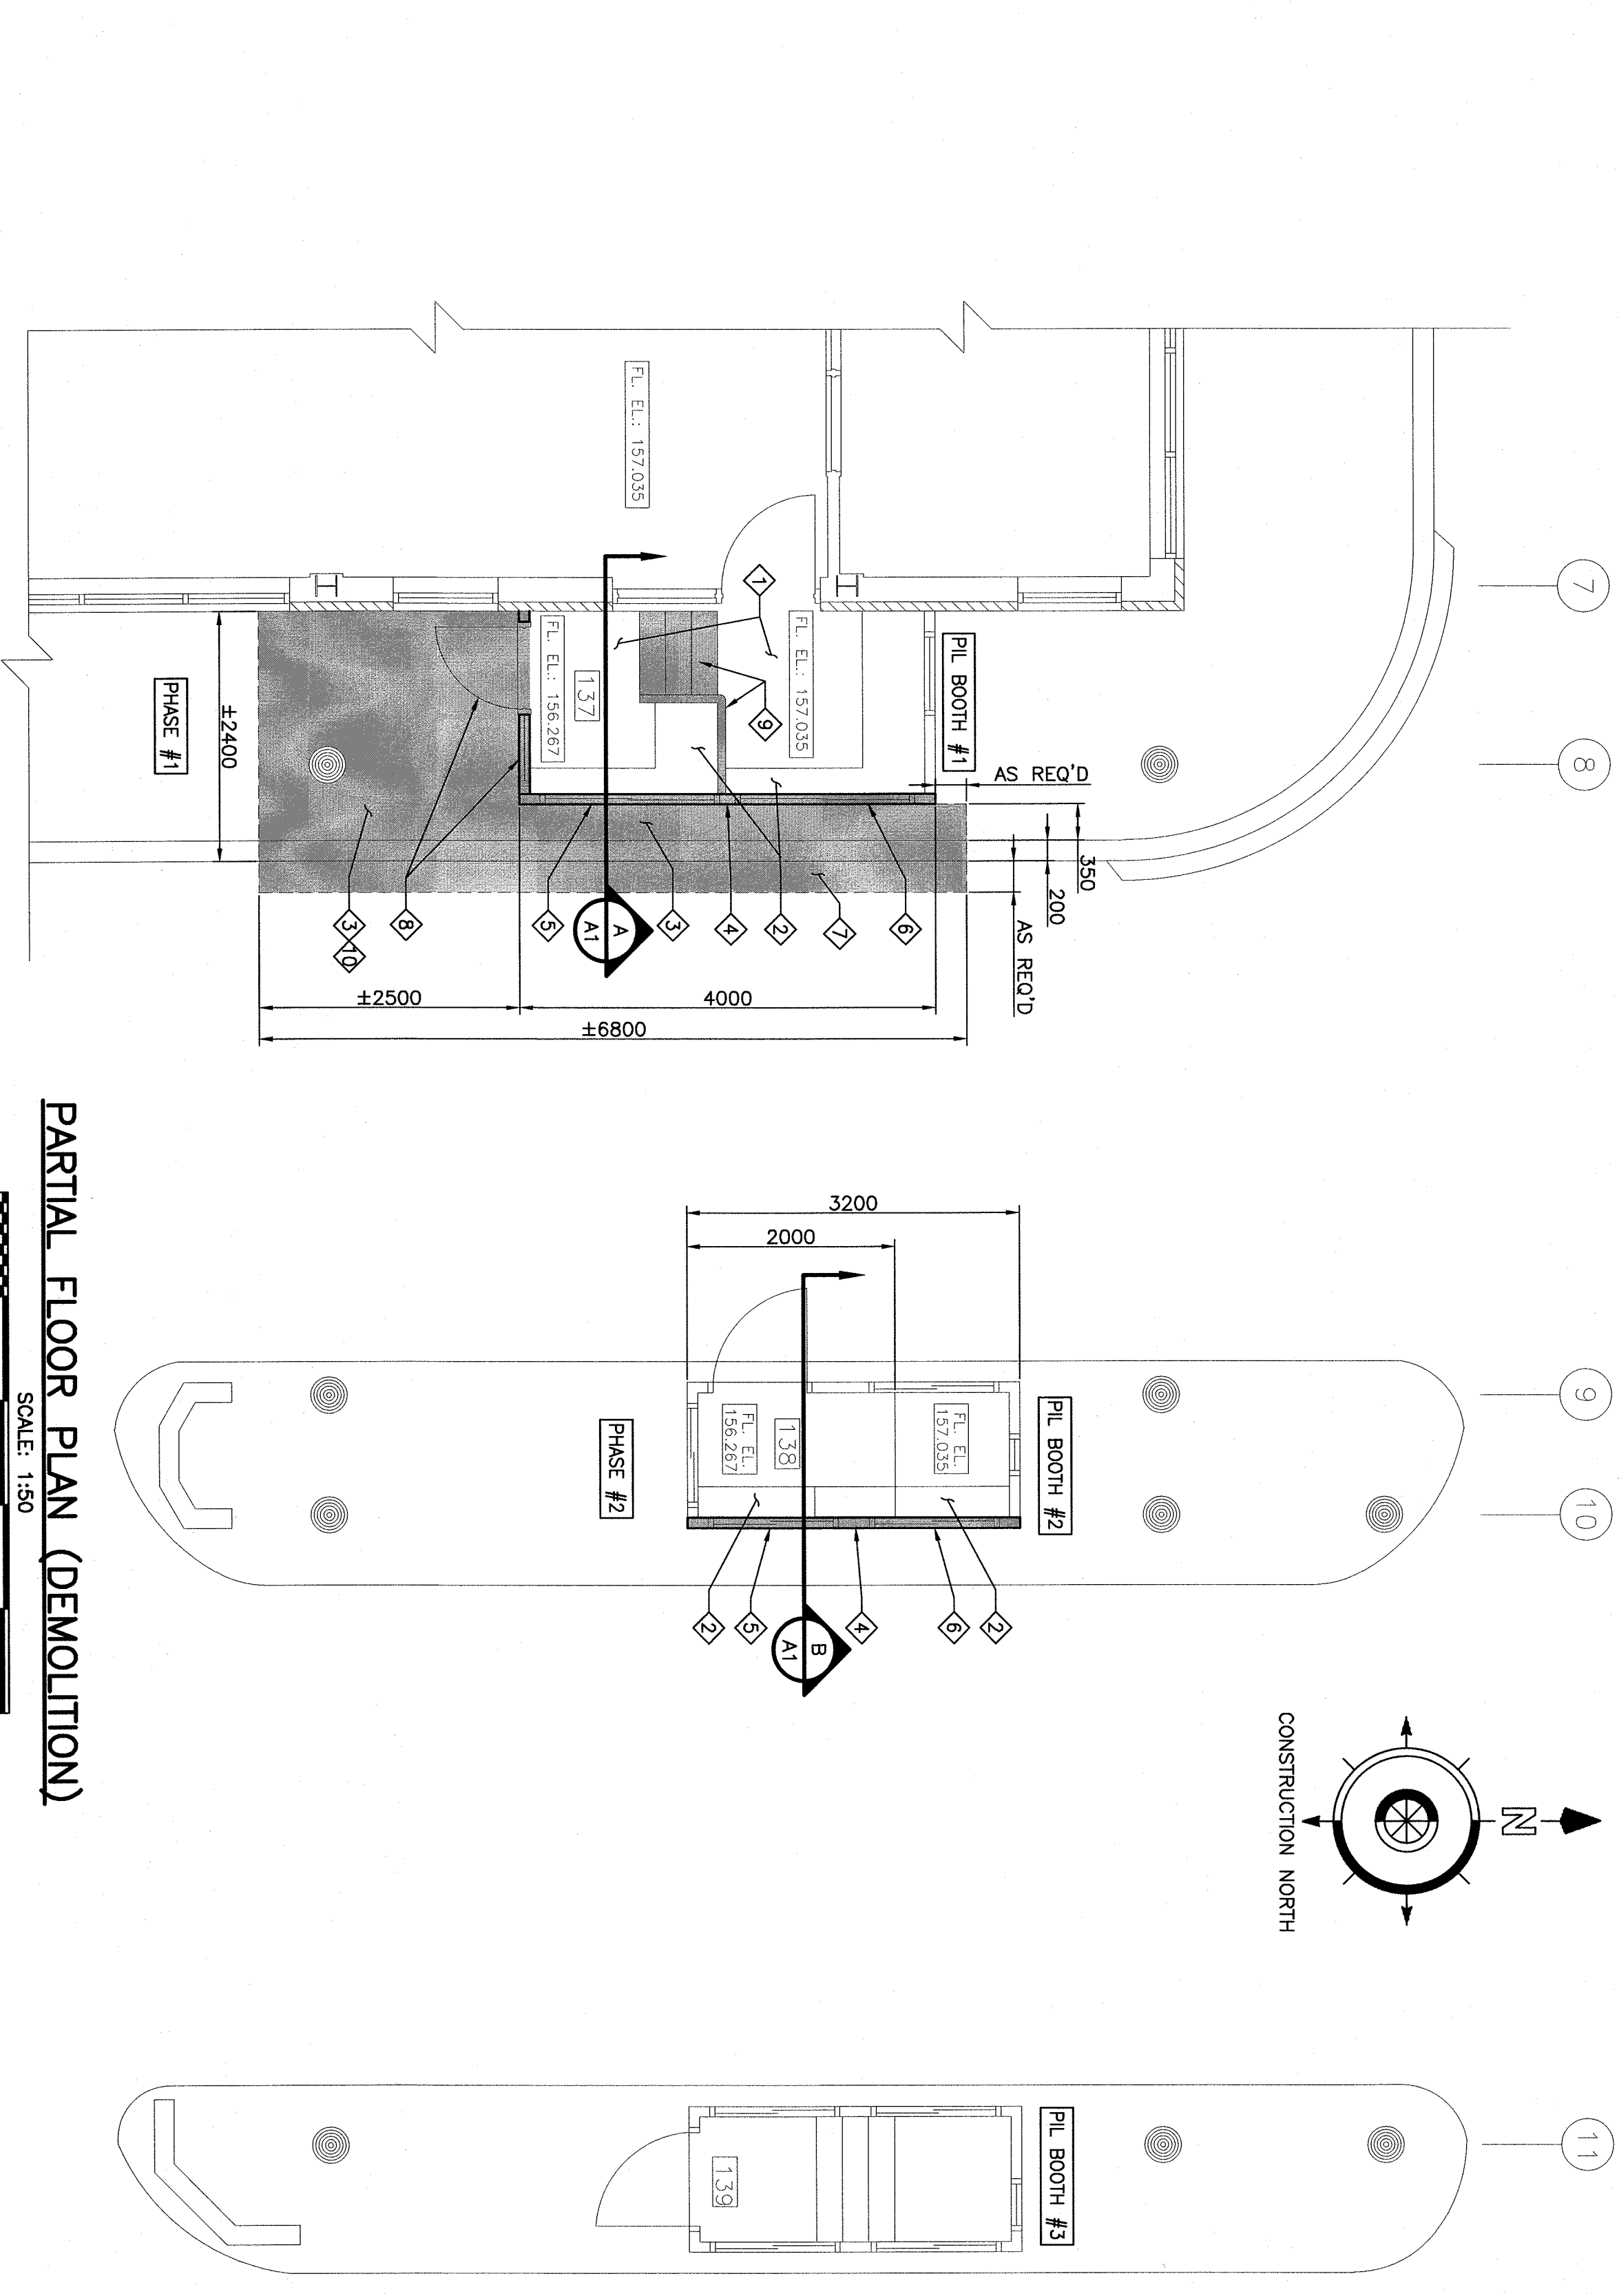 7
8
9
10
11
FL. EL.: 157.035
1
PIL BOOTH #1
FL. EL.: 157.035
9
137
FL. EL.: 156.267
PHASE #1
±2400
AS REQ'D
350
200
AS REQ'D
6
7
2
4
3
A
A1
5
8
3
10
±2500
4000
±6800
3200
2000
PIL BOOTH #2
FL. EL.
157.035
138
FL. EL.
156.267
PHASE #2
2
6
4
B
A1
5
2
N
CONSTRUCTION NORTH
PIL BOOTH #3
139
PARTIAL FLOOR PLAN (DEMOLITION)
SCALE: 1:50